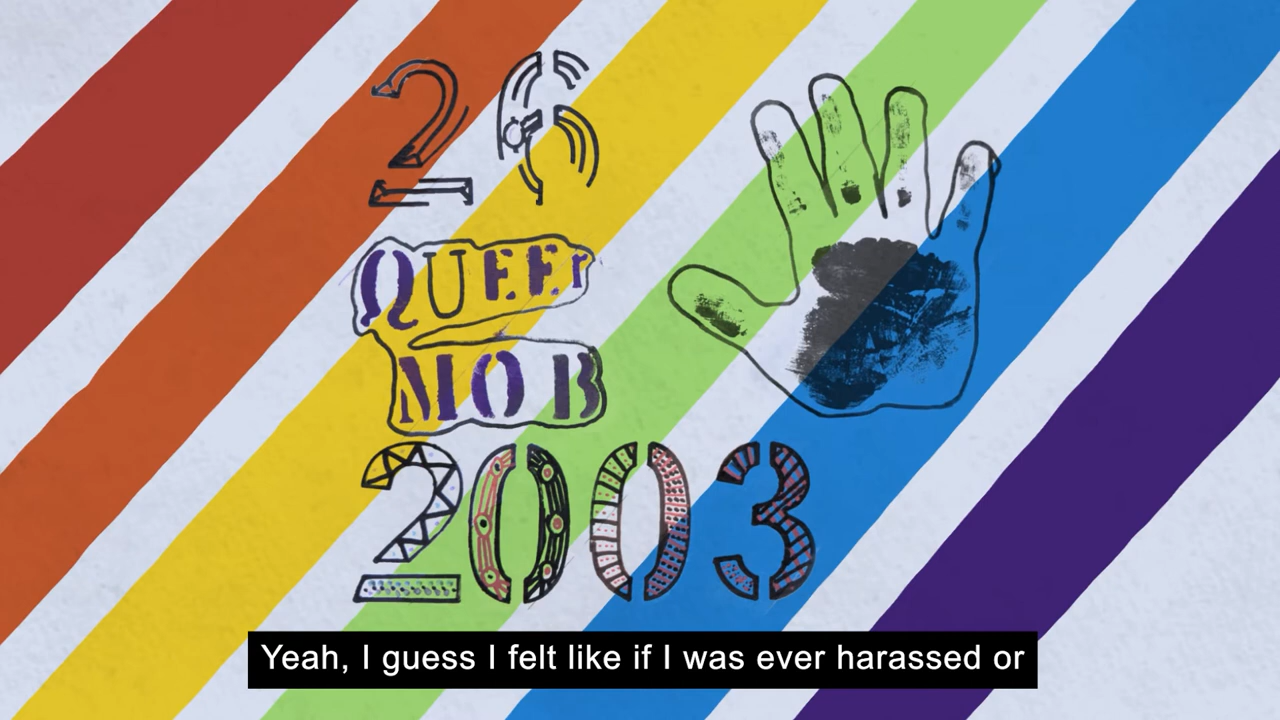 26
QUEEr
MOB
2003
Yeah, I guess I felt like if I was ever harassed or